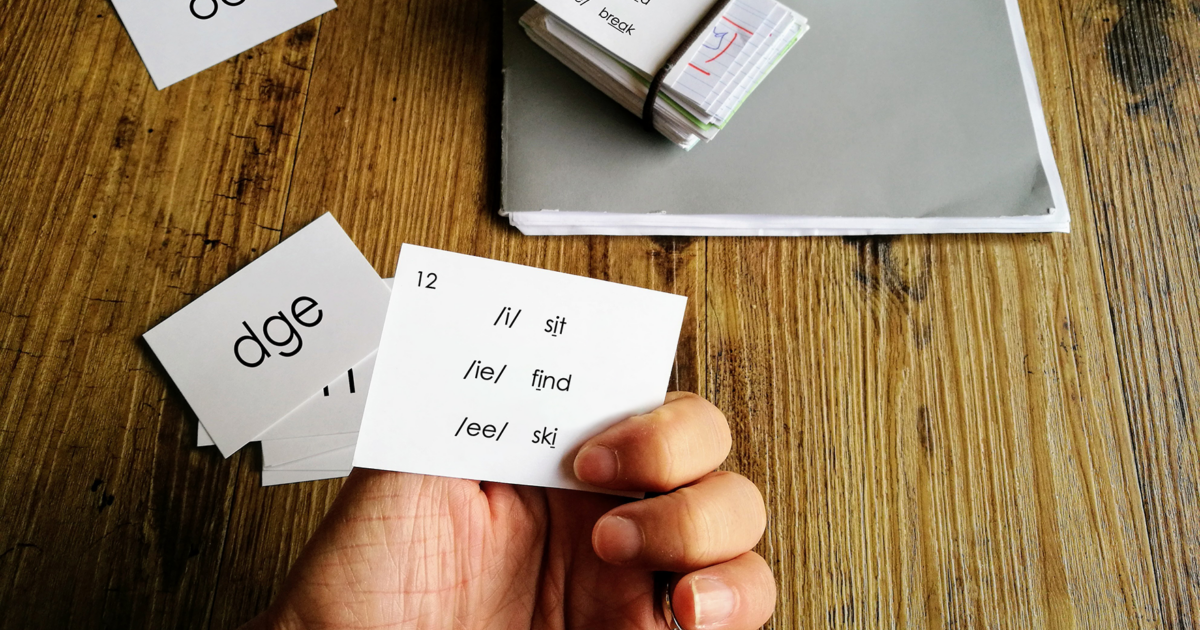 break
dge
12
/i/ sit
/ie/ find
/ee/ ski